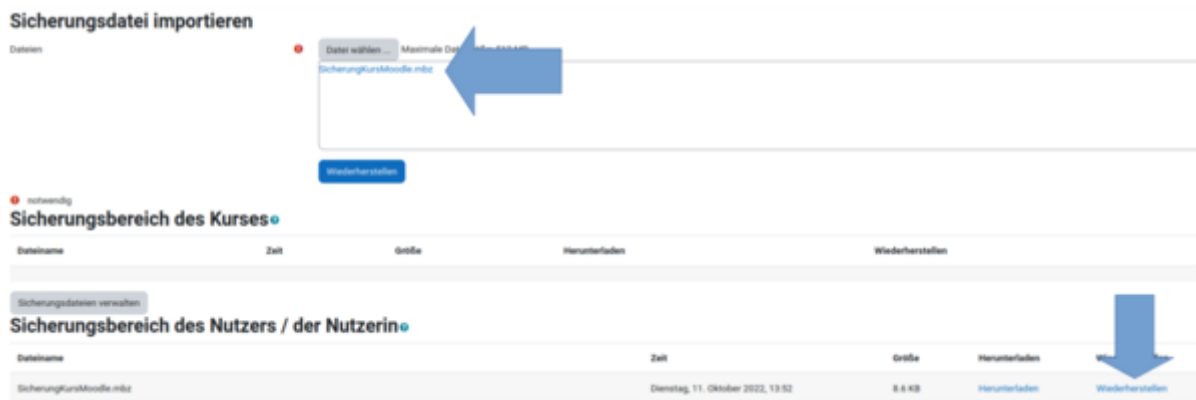 Sicherungsdatei importieren
Dateien
Datei wählen ... Maximale
SicherungKursMoodle.mbz
Wiederherstellen
notwendig
Sicherungsbereich des Kurses
Dateiname Zeit Größe Herunterladen Wiederherstellen
Sicherungsdateien verwalten
Sicherungsbereich des Nutzers / der Nutzerin
Dateiname Zeit Größe Herunterladen
SicherungKursMoodle.mbz Dienstag, 11. Oktober 2022, 13:52 8.6 KB Herunterladen Wiederherstellen